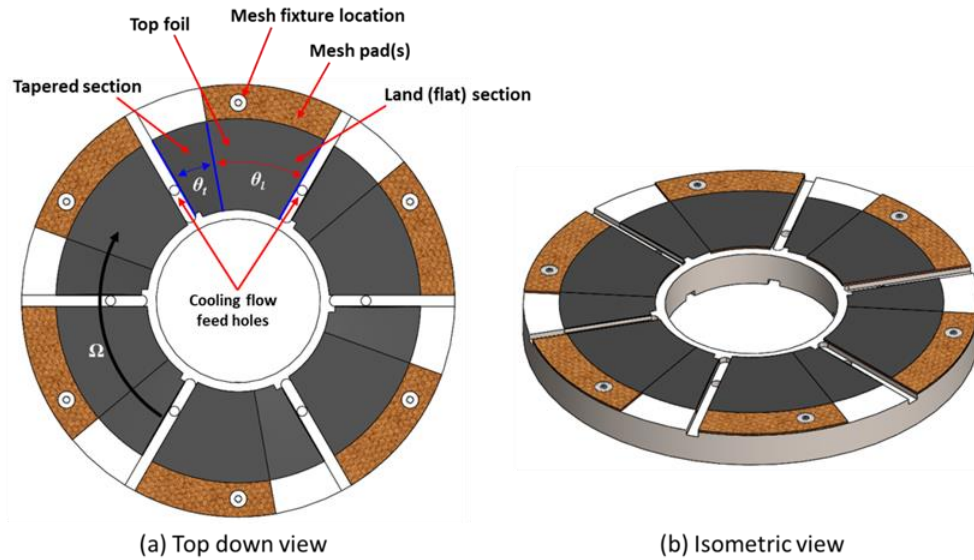 Mesh fixture location
Top foil
Mesh pad(s)
Tapered section
Land (flat) section
θt
θl
Cooling flow
feed holes
Ω
(a) Top down view
(b) Isometric view